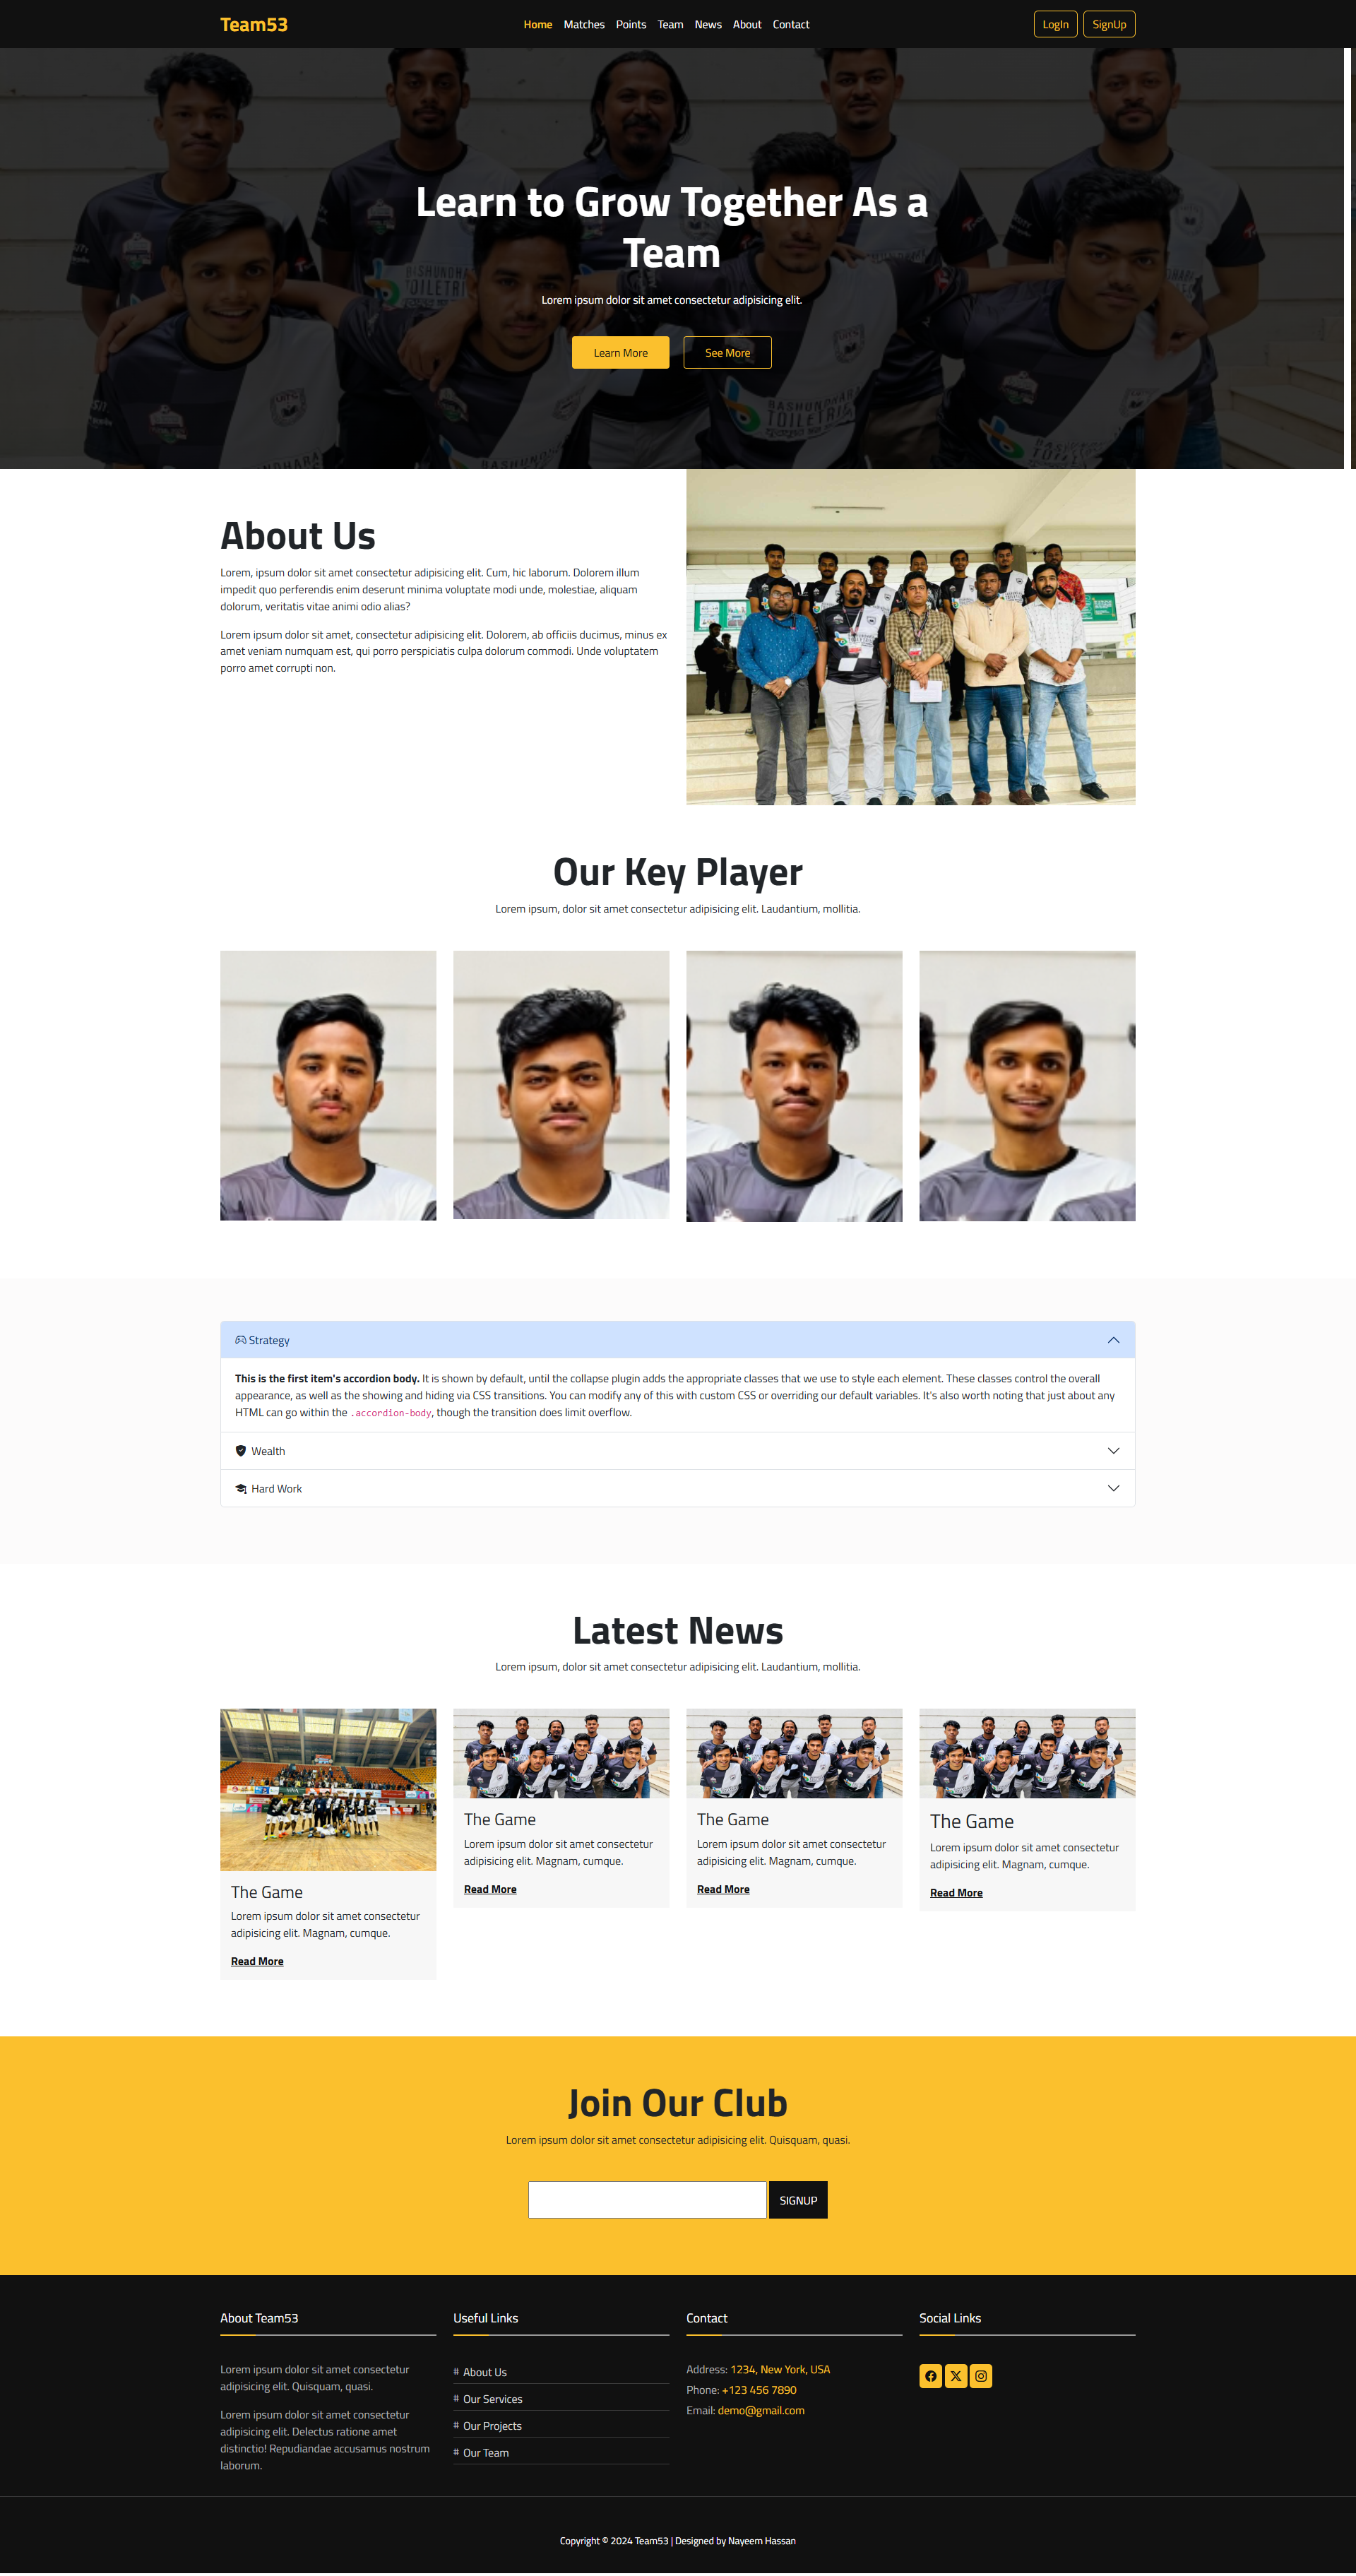 Team53
Home Matches Points Team News About Contact
LogIn SignUp
Learn to Grow Together As a
Team
Lorem ipsum dolor sit amet consectetur adipisicing elit.
Learn More See More
BASHUNDHARA
TOILETRI
About Us
Lorem, ipsum dolor sit amet consectetur adipisicing elit. Cum, hic laborum. Dolorem illum
impedit quo perferendis enim deserunt minima voluptate modi unde, molestiae, aliquam
dolorum, veritatis vitae animi odio alias?
Lorem ipsum dolor sit amet, consectetur adipisicing elit. Dolorem, ab officiis ducimus, minus ex
amet veniam numquam est, qui porro perspiciatis culpa dolorum commodi. Unde voluptatem
porro amet corrupti non.
Our Key Player
Lorem ipsum, dolor sit amet consectetur adipisicing elit. Laudantium, mollitia.
Strategy
This is the first item's accordion body. It is shown by default, until the collapse plugin adds the appropriate classes that we use to style each element. These classes control the overall
appearance, as well as the showing and hiding via CSS transitions. You can modify any of this with custom CSS or overriding our default variables. It's also worth noting that just about any
HTML can go within the .accordion-body, though the transition does limit overflow.
Wealth
Hard Work
Latest News
Lorem ipsum, dolor sit amet consectetur adipisicing elit. Laudantium, mollitia.
The Game
Lorem ipsum dolor sit amet consectetur
adipisicing elit. Magnam, cumque.
Read More
The Game
Lorem ipsum dolor sit amet consectetur
adipisicing elit. Magnam, cumque.
Read More
The Game
Lorem ipsum dolor sit amet consectetur
adipisicing elit. Magnam, cumque.
Read More
The Game
Lorem ipsum dolor sit amet consectetur
adipisicing elit. Magnam, cumque.
Read More
Join Our Club
Lorem ipsum dolor sit amet consectetur adipisicing elit. Quisquam, quasi.
SIGNUP
About Team53
Lorem ipsum dolor sit amet consectetur
adipisicing elit. Quisquam, quasi.
Lorem ipsum dolor sit amet consectetur
adipisicing elit. Delectus ratione amet
distinctio! Repudiandae accusamus nostrum
laborum.
Useful Links
# About Us
# Our Services
# Our Projects
# Our Team
Contact
Address: 1234, New York, USA
Phone: +123 456 7890
Email: demo@gmail.com
Social Links
Copyright © 2024 Team53 | Designed by Nayeem Hassan